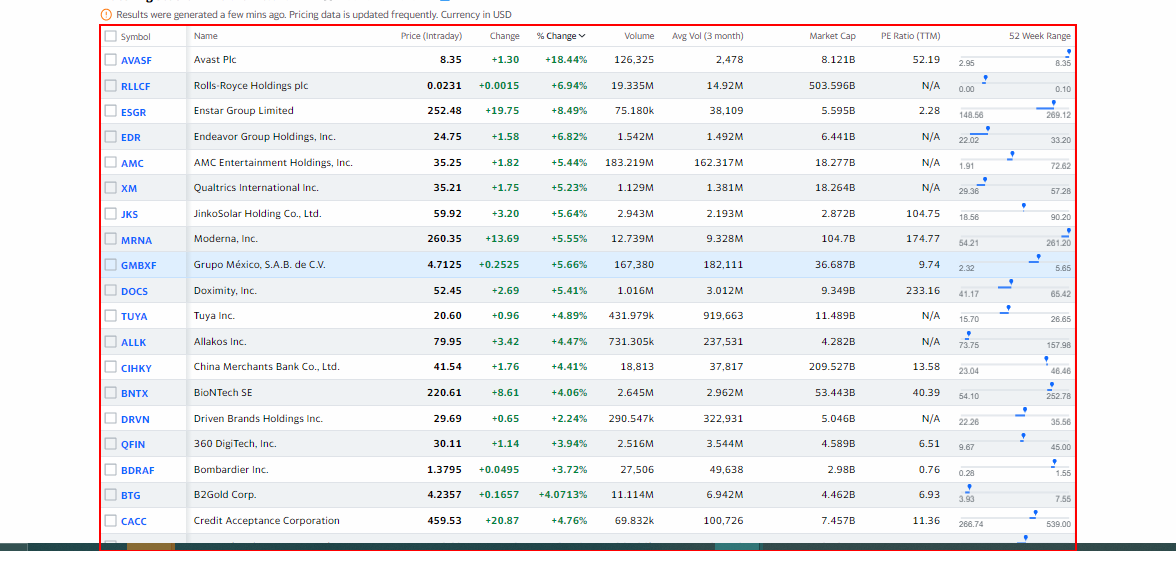 Results were generated a few mins ago. Pricing data is updated frequently. Currency in USD
Symbol Name Price (Intraday) Change % Change Volume Avg Vol (3 month) Market Cap PE Ratio (TTM) 52 Week Range
AVASF Avast Plc 8.35 +1.30 +18.44% 126,325 2,478 8.121B 52.19 2.95 8.35
RLLCF Rolls-Royce Holdings plc 0.0231 +0.0015 +6.94% 19.335M 14.92M 503.596B N/A 0.00 0.10
ESGR Enstar Group Limited 252.48 +19.75 +8.49% 75.180k 38,109 5.595B 2.28 148.56 269.12
EDR Endeavor Group Holdings, Inc. 24.75 +1.58 +6.82% 1.542M 1.492M 6.441B N/A 22.02 33.20
AMC AMC Entertainment Holdings, Inc. 35.25 +1.82 +5.44% 183.219M 162.317M 18.277B N/A 1.91 72.62
XM Qualtrics International Inc. 35.21 +1.75 +5.23% 1.129M 1.381M 18.264B N/A 29.36 57.28
JKS JinkoSolar Holding Co., Ltd. 59.92 +3.20 +5.64% 2.943M 2.193M 2.872B 104.75 18.56 90.20
MRNA Moderna, Inc. 260.35 +13.69 +5.55% 12.739M 9.328M 104.7B 174.77 54.21 261.20
GMBXF Grupo México, S.A.B. de C.V. 4.7125 +0.2525 +5.66% 167,380 182,111 36.687B 9.74 2.32 5.65
DOCS Doximity, Inc. 52.45 +2.69 +5.41% 1.016M 3.012M 9.349B 233.16 41.17 65.42
TUYA Tuya Inc. 20.60 +0.96 +4.89% 431.979k 919,663 11.489B N/A 15.70 26.65
ALLK Allakos Inc. 79.95 +3.42 +4.47% 731.305k 237,531 4.282B N/A 73.75 157.98
CIHKY China Merchants Bank Co., Ltd. 41.54 +1.76 +4.41% 18,813 37,817 209.527B 13.58 23.04 46.46
BNTX BioNTech SE 220.61 +8.61 +4.06% 2.645M 2.962M 53.443B 40.39 54.10 252.78
DRVN Driven Brands Holdings Inc. 29.69 +0.65 +2.24% 290.547k 322,931 5.046B N/A 22.26 35.56
QFIN 360 DigiTech, Inc. 30.11 +1.14 +3.94% 2.516M 3.544M 4.589B 6.51 9.67 45.00
BDRAF Bombardier Inc. 1.3795 +0.0495 +3.72% 27,506 49,638 2.98B 0.76 0.28 1.55
BTG B2Gold Corp. 4.2357 +0.1657 +4.0713% 11.114M 6.942M 4.462B 6.93 3.93 7.55
CACC Credit Acceptance Corporation 459.53 +20.87 +4.76% 69.832k 100,726 7.457B 11.36 266.74 539.00